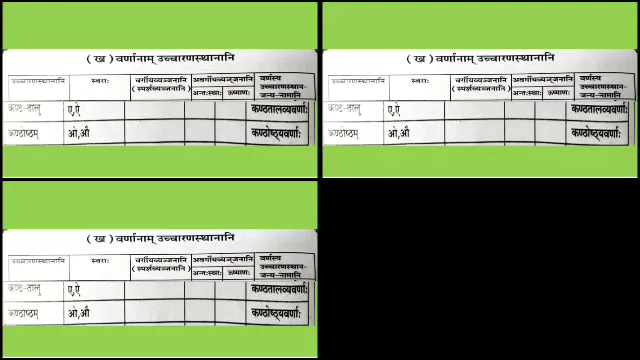 ( ख ) वर्णानाम् उच्चारणस्थानानि
उच्चारणस्थानानि स्वराः वर्गीयव्यञ्जनानि (स्पर्शव्यञ्जनानि) अवर्गीयव्यञ्जनानि अन्तःस्थाः ऊष्माणः वर्णस्य उच्चारणस्थान-जन्य-नामानि
कण्ठ-तालु ए,ऐ कण्ठतालव्यवर्णाः
कण्ठोष्ठम् ओ,औ कण्ठोष्ठ्यवर्णाः
( ख ) वर्णानाम् उच्चारणस्थानानि
उच्चारणस्थानानि स्वराः वर्गीयव्यञ्जनानि (स्पर्शव्यञ्जनानि) अवर्गीयव्यञ्जनानि अन्तःस्थाः ऊष्माणः वर्णस्य उच्चारणस्थान-जन्य-नामानि
कण्ठ-तालु ए,ऐ कण्ठतालव्यवर्णाः
कण्ठोष्ठम् ओ,औ कण्ठोष्ठ्यवर्णाः
( ख ) वर्णानाम् उच्चारणस्थानानि
उच्चारणस्थानानि स्वराः वर्गीयव्यञ्जनानि (स्पर्शव्यञ्जनानि) अवर्गीयव्यञ्जनानि अन्तःस्थाः ऊष्माणः वर्णस्य उच्चारणस्थान-जन्य-नामानि
कण्ठ-तालु ए,ऐ कण्ठतालव्यवर्णाः
कण्ठोष्ठम् ओ,औ कण्ठोष्ठ्यवर्णाः